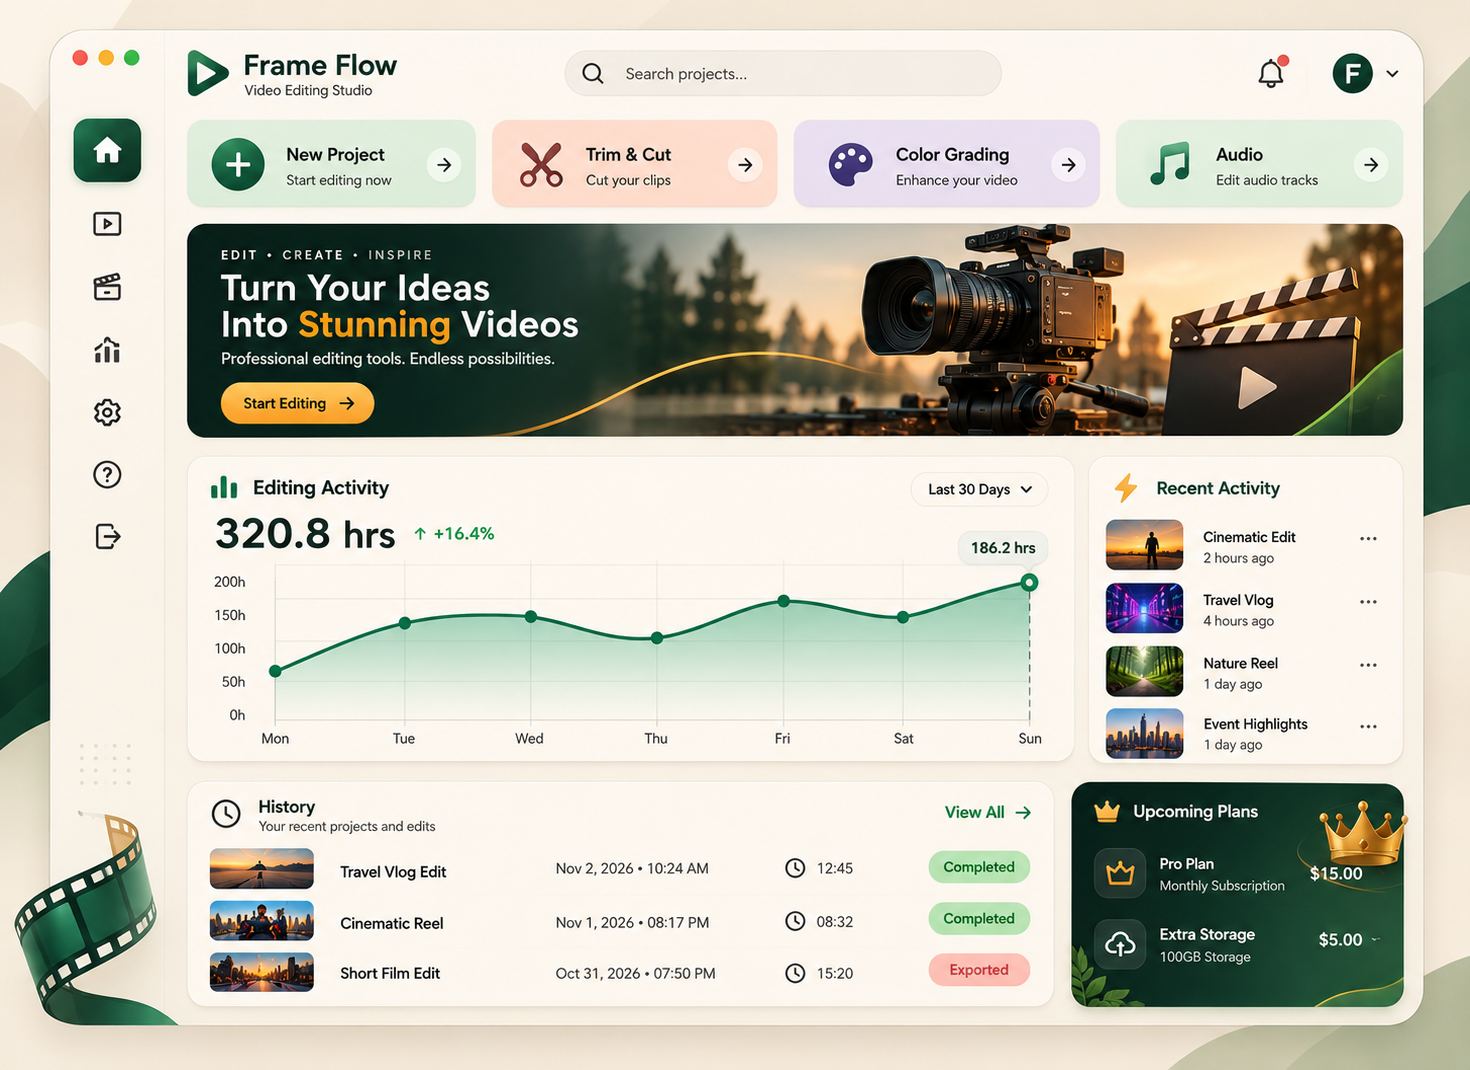 Frame Flow
Video Editing Studio
Search projects...
F
New Project
Start editing now
Trim & Cut
Cut your clips
Color Grading
Enhance your video
Audio
Edit audio tracks
EDIT • CREATE • INSPIRE
Turn Your Ideas
Into Stunning Videos
Professional editing tools. Endless possibilities.
Start Editing
Editing Activity
Last 30 Days
320.8 hrs
+16.4%
186.2 hrs
200h
150h
100h
50h
0h
Mon
Tue
Wed
Thu
Fri
Sat
Sun
Recent Activity
Cinematic Edit
2 hours ago
Travel Vlog
4 hours ago
Nature Reel
1 day ago
Event Highlights
1 day ago
History
Your recent projects and edits
View All
Travel Vlog Edit
Nov 2, 2026 • 10:24 AM
12:45
Completed
Cinematic Reel
Nov 1, 2026 • 08:17 PM
08:32
Completed
Short Film Edit
Oct 31, 2026 • 07:50 PM
15:20
Exported
Upcoming Plans
Pro Plan
Monthly Subscription
$15.00
Extra Storage
100GB Storage
$5.00